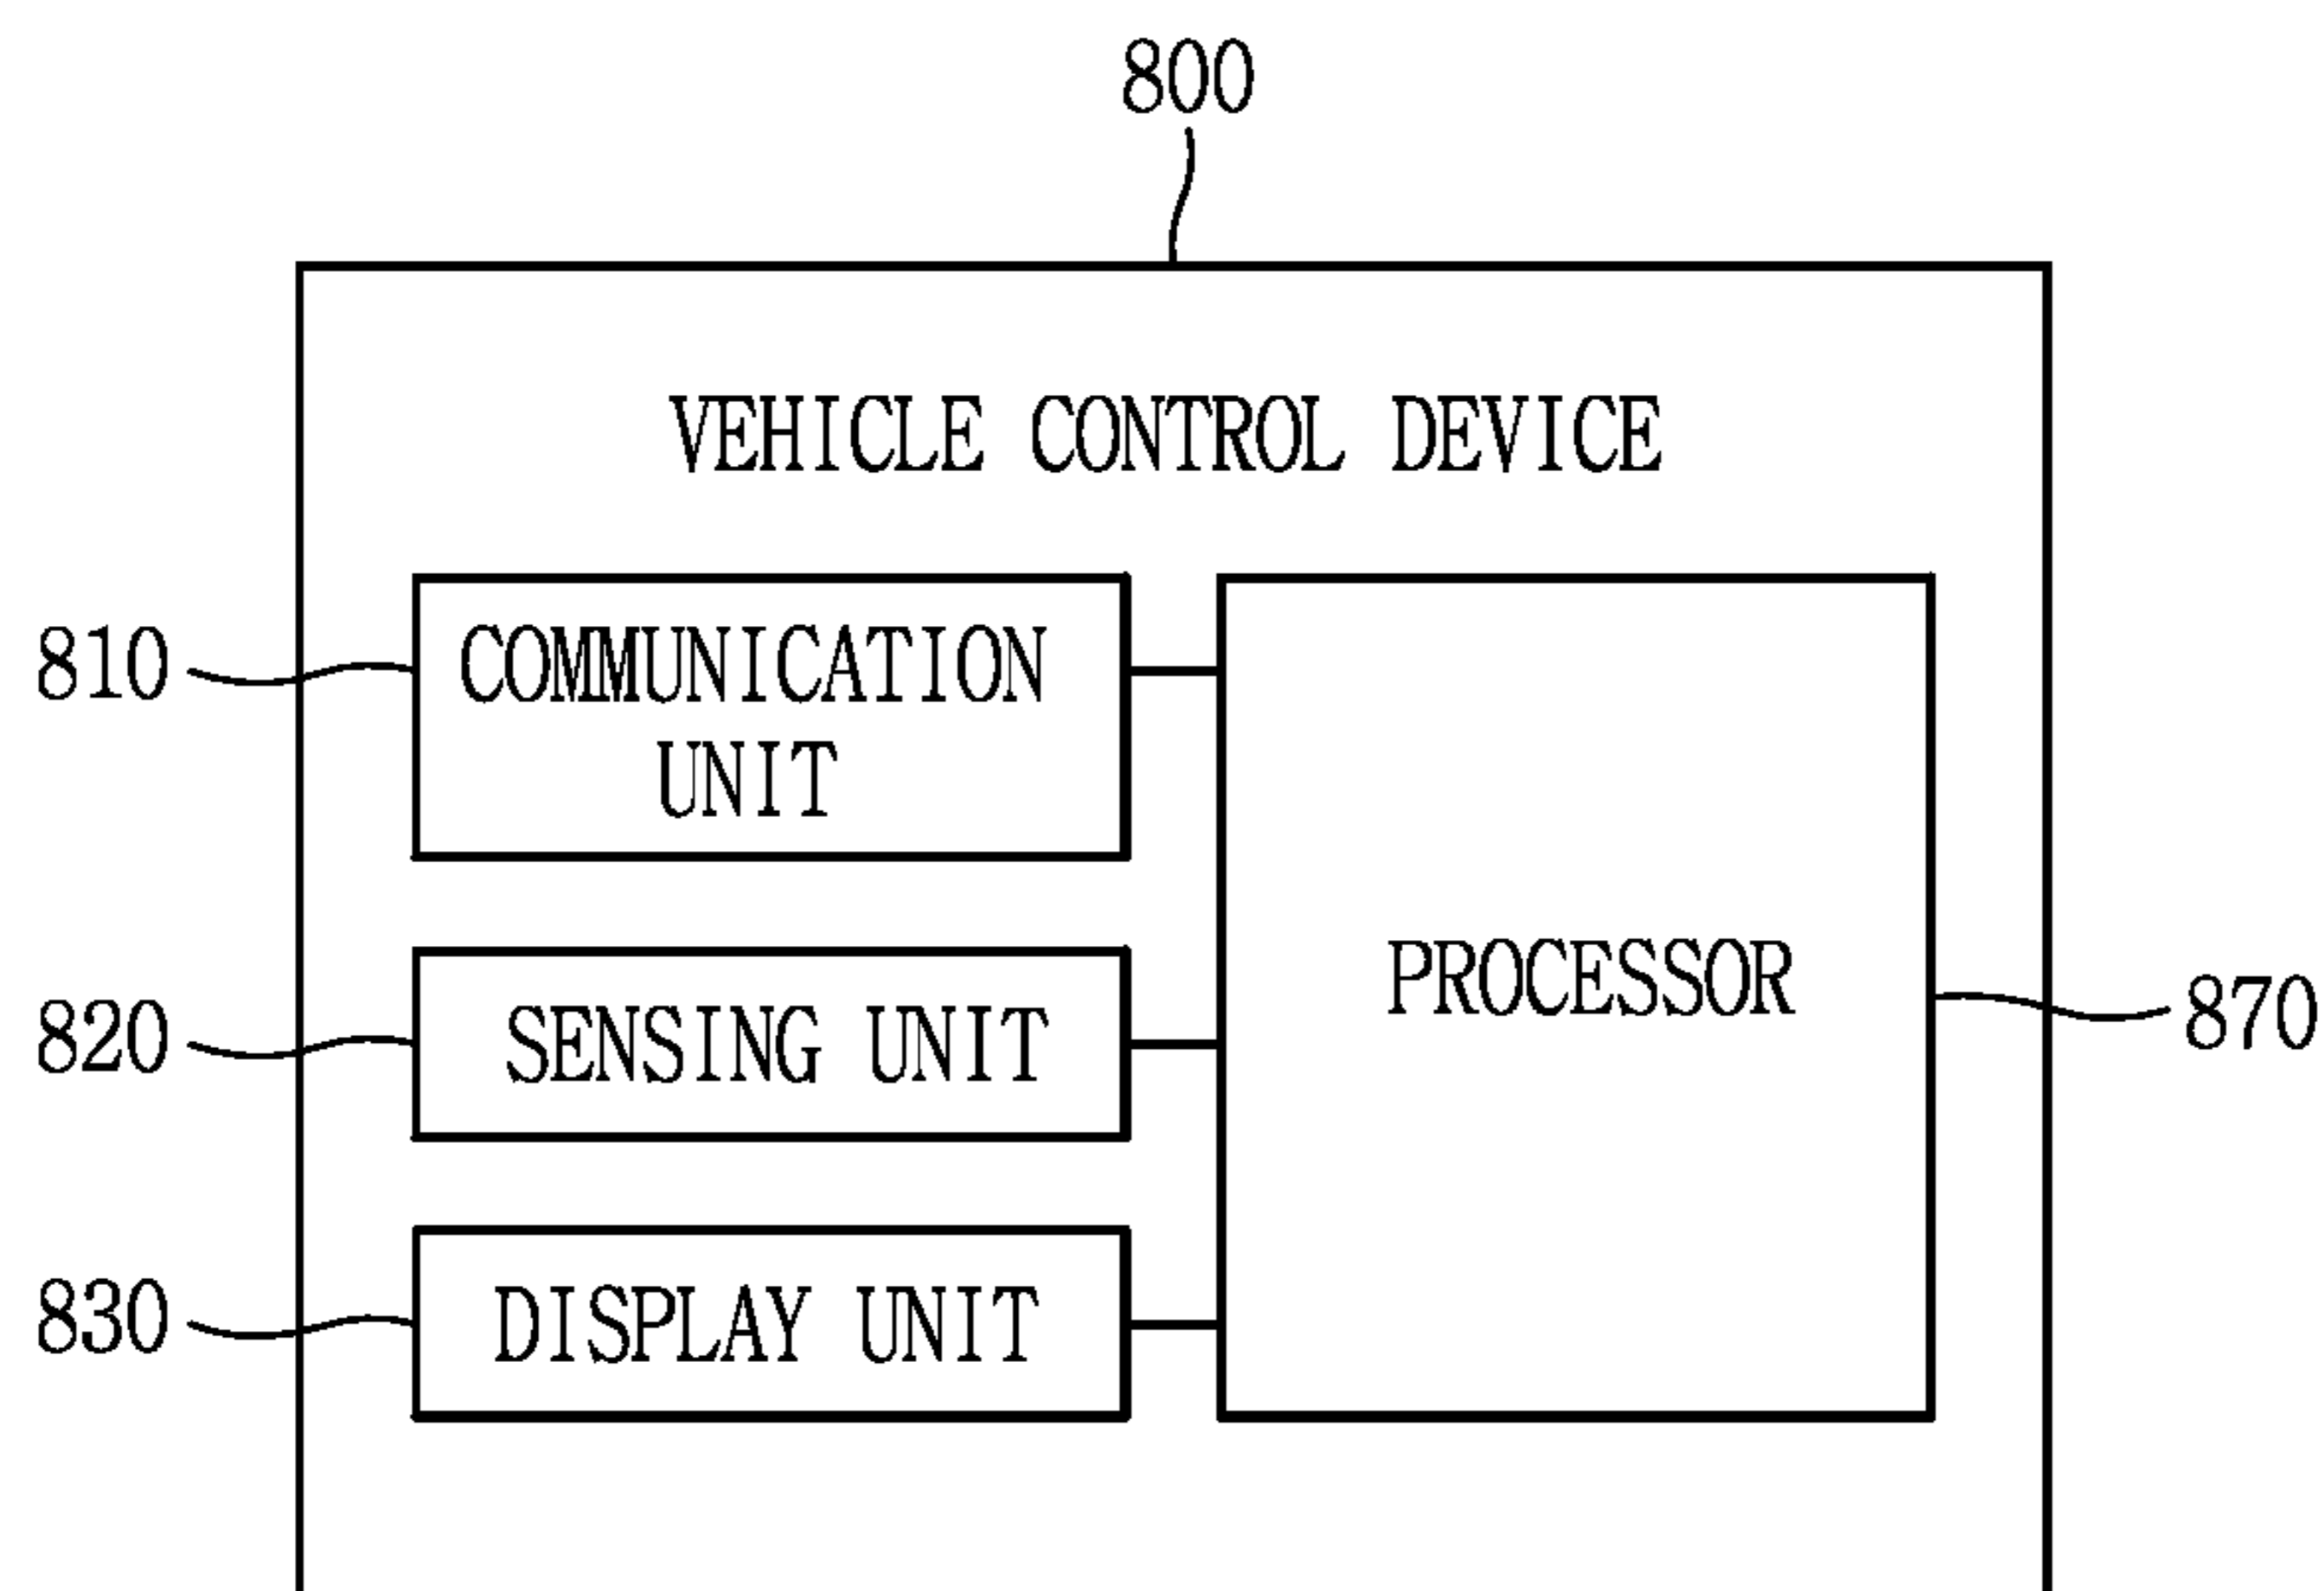 800
VEHICLE CONTROL DEVICE
810
COMMUNICATION
UNIT
820
SENSING UNIT
PROCESSOR
870
830
DISPLAY UNIT